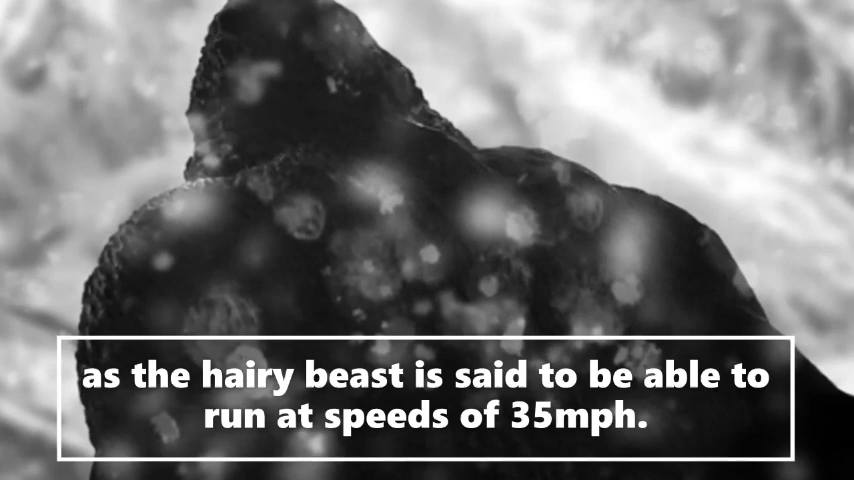 as the hairy beast is said to be able to
run at speeds of 35mph.